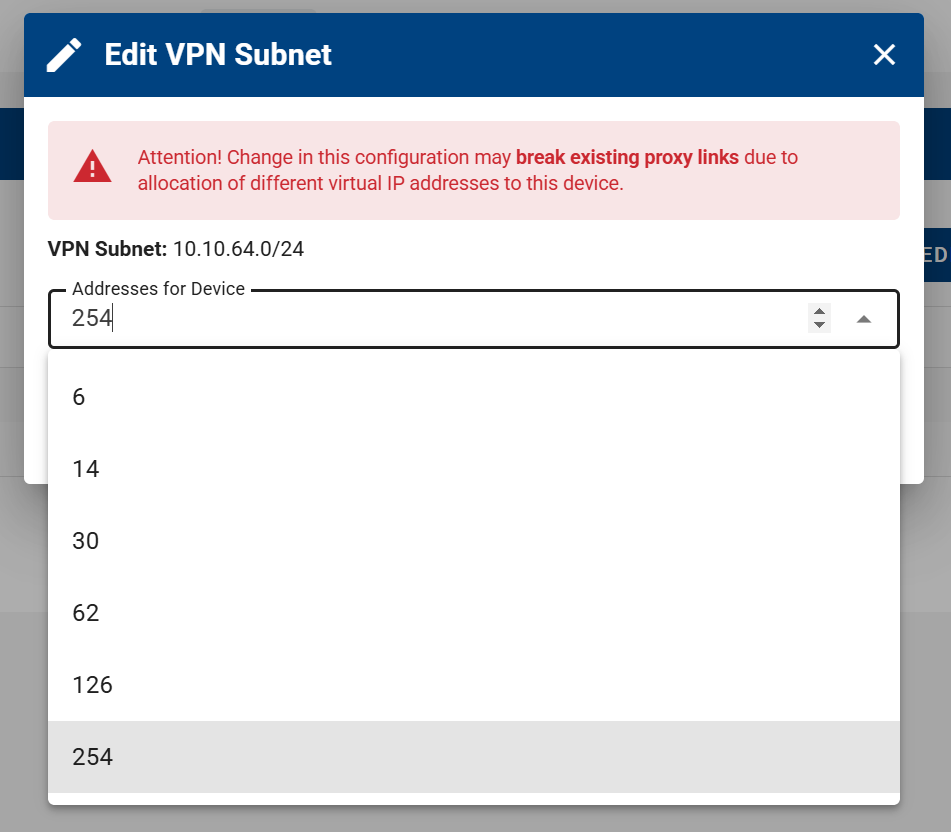 Edit VPN Subnet
Attention! Change in this configuration may break existing proxy links due to
allocation of different virtual IP addresses to this device.
VPN Subnet: 10.10.64.0/24
ED
Addresses for Device
254
6
14
30
62
126
254